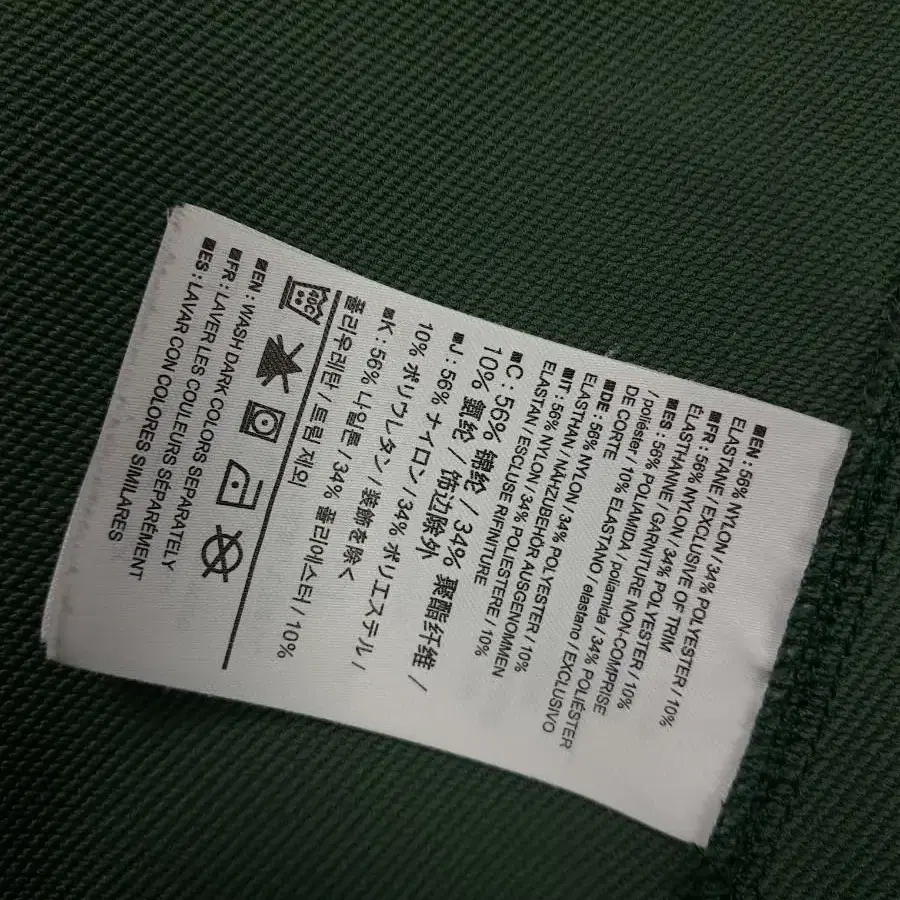 ■EN : 56% NYLON / 34% POLYESTER / 10%
ELASTANE / EXCLUSIVE OF TRIM
■FR : 56% NYLON / 34% POLYESTER / 10%
ELASTHANNE / GARNITURE NON-COMPRISE
■ES : 56% POLIAMIDA, poliamida / 34% POLIÉSTER
/ poliéster / 10% ELASTANO / elastano / EXCLUSIVO
DE CORTE
■DE : 56% NYLON / 34% POLYESTER / 10%
ELASTHAN / NÄHZUBEHÖR AUSGENOMMEN
■IT : 56% NYLON / 34% POLIESTERE / 10%
ELASTAN / ESCLUSE RIFINITURE
■C : 56% 锦纶 / 34% 聚酯纤维 /
10% 氨纶 / 饰边除外
■J : 56% ナイロン / 34% ポリエステル /
10% ポリウレタン / 装飾を除く
■K : 56% 나일론 / 34% 폴리에스터 / 10%
폴리우레탄 / 트림 제외
40C
■EN : WASH DARK COLORS SEPARATELY
■FR : LAVER LES COULEURS SÉPARÉMENT
■ES : LAVAR CON COLORES SIMILARES